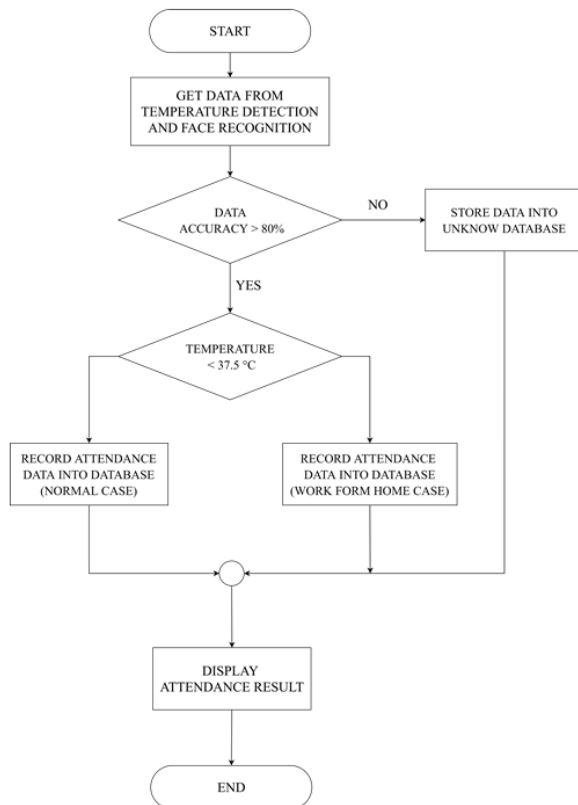 START
GET DATA FROM
TEMPERATURE DETECTION
AND FACE RECOGNITION
DATA
ACCURACY > 80%
NO
STORE DATA INTO
UNKNOW DATABASE
YES
TEMPERATURE
< 37.5 °C
RECORD ATTENDANCE
DATA INTO DATABASE
(NORMAL CASE)
RECORD ATTENDANCE
DATA INTO DATABASE
(WORK FORM HOME CASE)
DISPLAY
ATTENDANCE RESULT
END